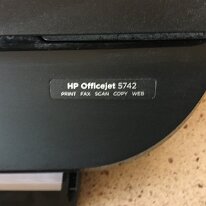 HP Officejet 5742
PRINT FAX SCAN COPY WEB